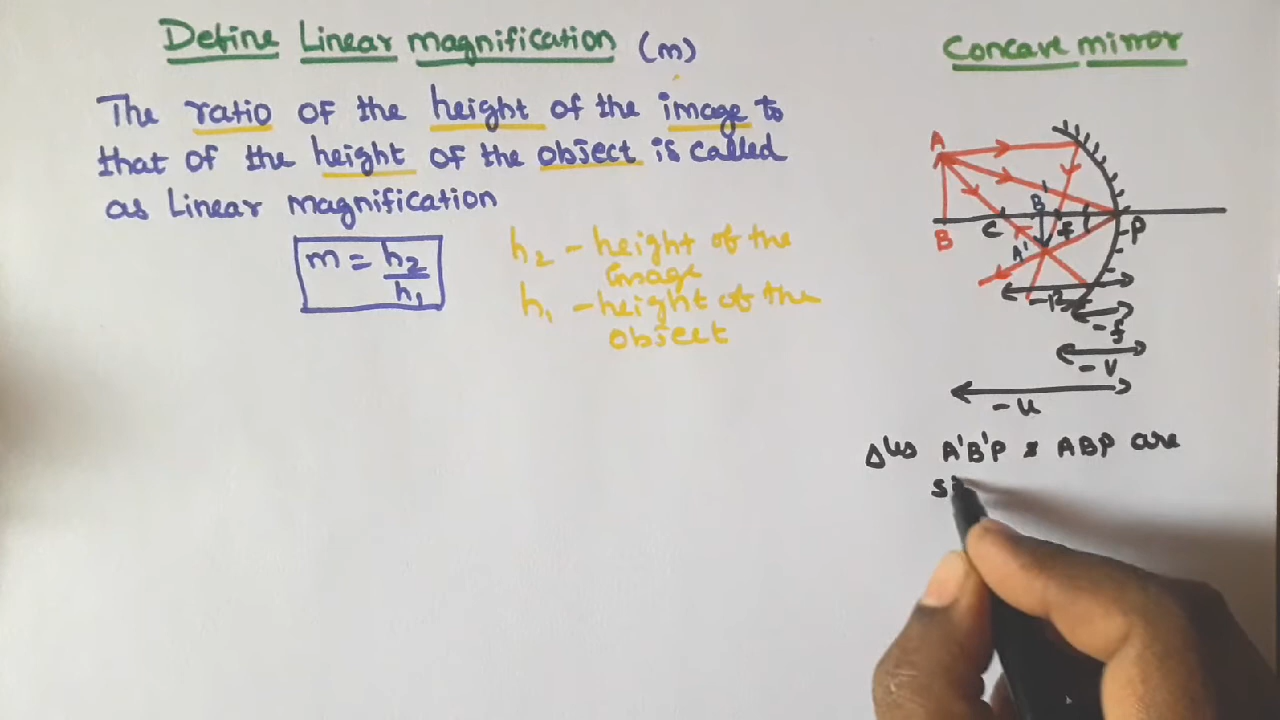 Define Linear magnification (m)
The ratio of the height of the image to
that of the height of the object is called
as Linear magnification
m = h₂/h₁
h₂ - height of the
image
h₁ - height of the
object
Concave mirror
A
B
C
B'
A'
f
P
-R
-f
-v
-u
Δles A'B'P & ABP are
si